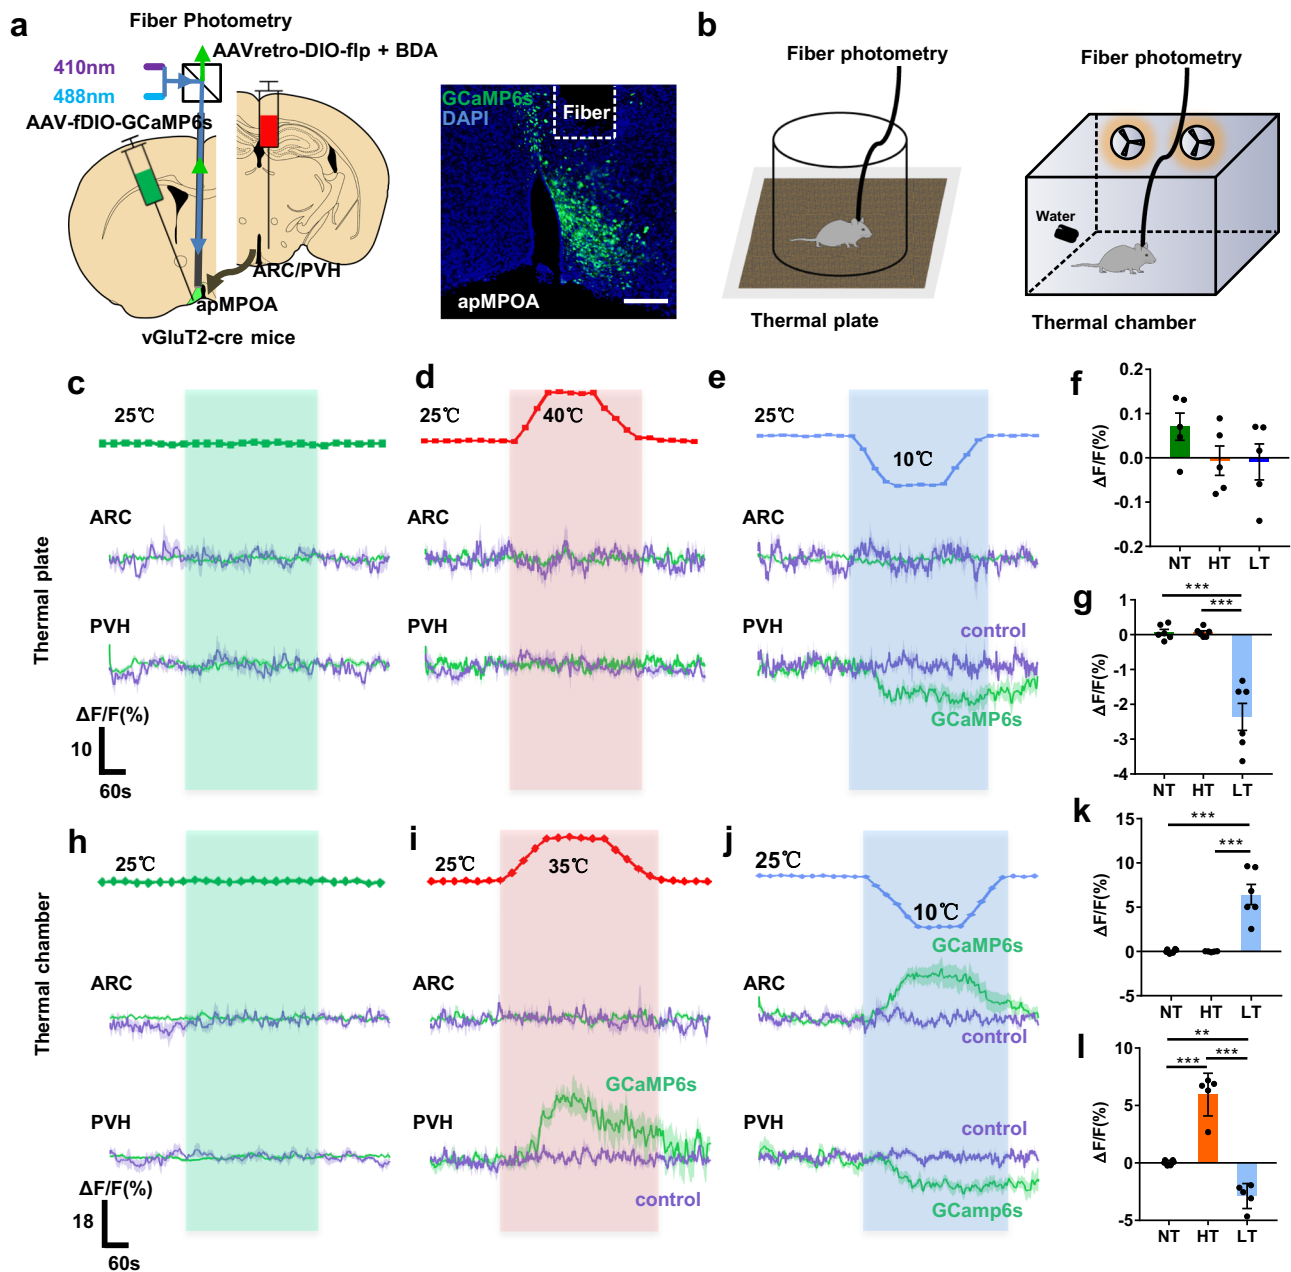 a
Fiber Photometry
AAVretro-DIO-flp + BDA
410nm
488nm
AAV-fDIO-GCaMP6s
ARC/PVH
apMPOA
vGluT2-cre mice
GCaMP6s
DAPI
Fiber
apMPOA
b
Fiber photometry
Thermal plate
Fiber photometry
Water
Thermal chamber
Thermal plate
c
25℃
ARC
PVH
ΔF/F(%)
10
60s
d
25℃
40℃
ARC
PVH
e
25℃
10℃
ARC
PVH
control
GCaMP6s
f
ΔF/F(%)
0.2
0.1
0.0
-0.1
-0.2
NT HT LT
g
ΔF/F(%)
***
***
1
0
-1
-2
-3
-4
NT HT LT
Thermal chamber
h
25℃
ARC
PVH
ΔF/F(%)
18
60s
i
25℃
35℃
ARC
PVH
GCaMP6s
control
j
25℃
10℃
GCaMP6s
ARC
control
PVH
control
GCamp6s
k
ΔF/F(%)
***
***
15
10
5
0
-5
NT HT LT
l
ΔF/F(%)
**
*** ***
10
5
0
-5
NT HT LT